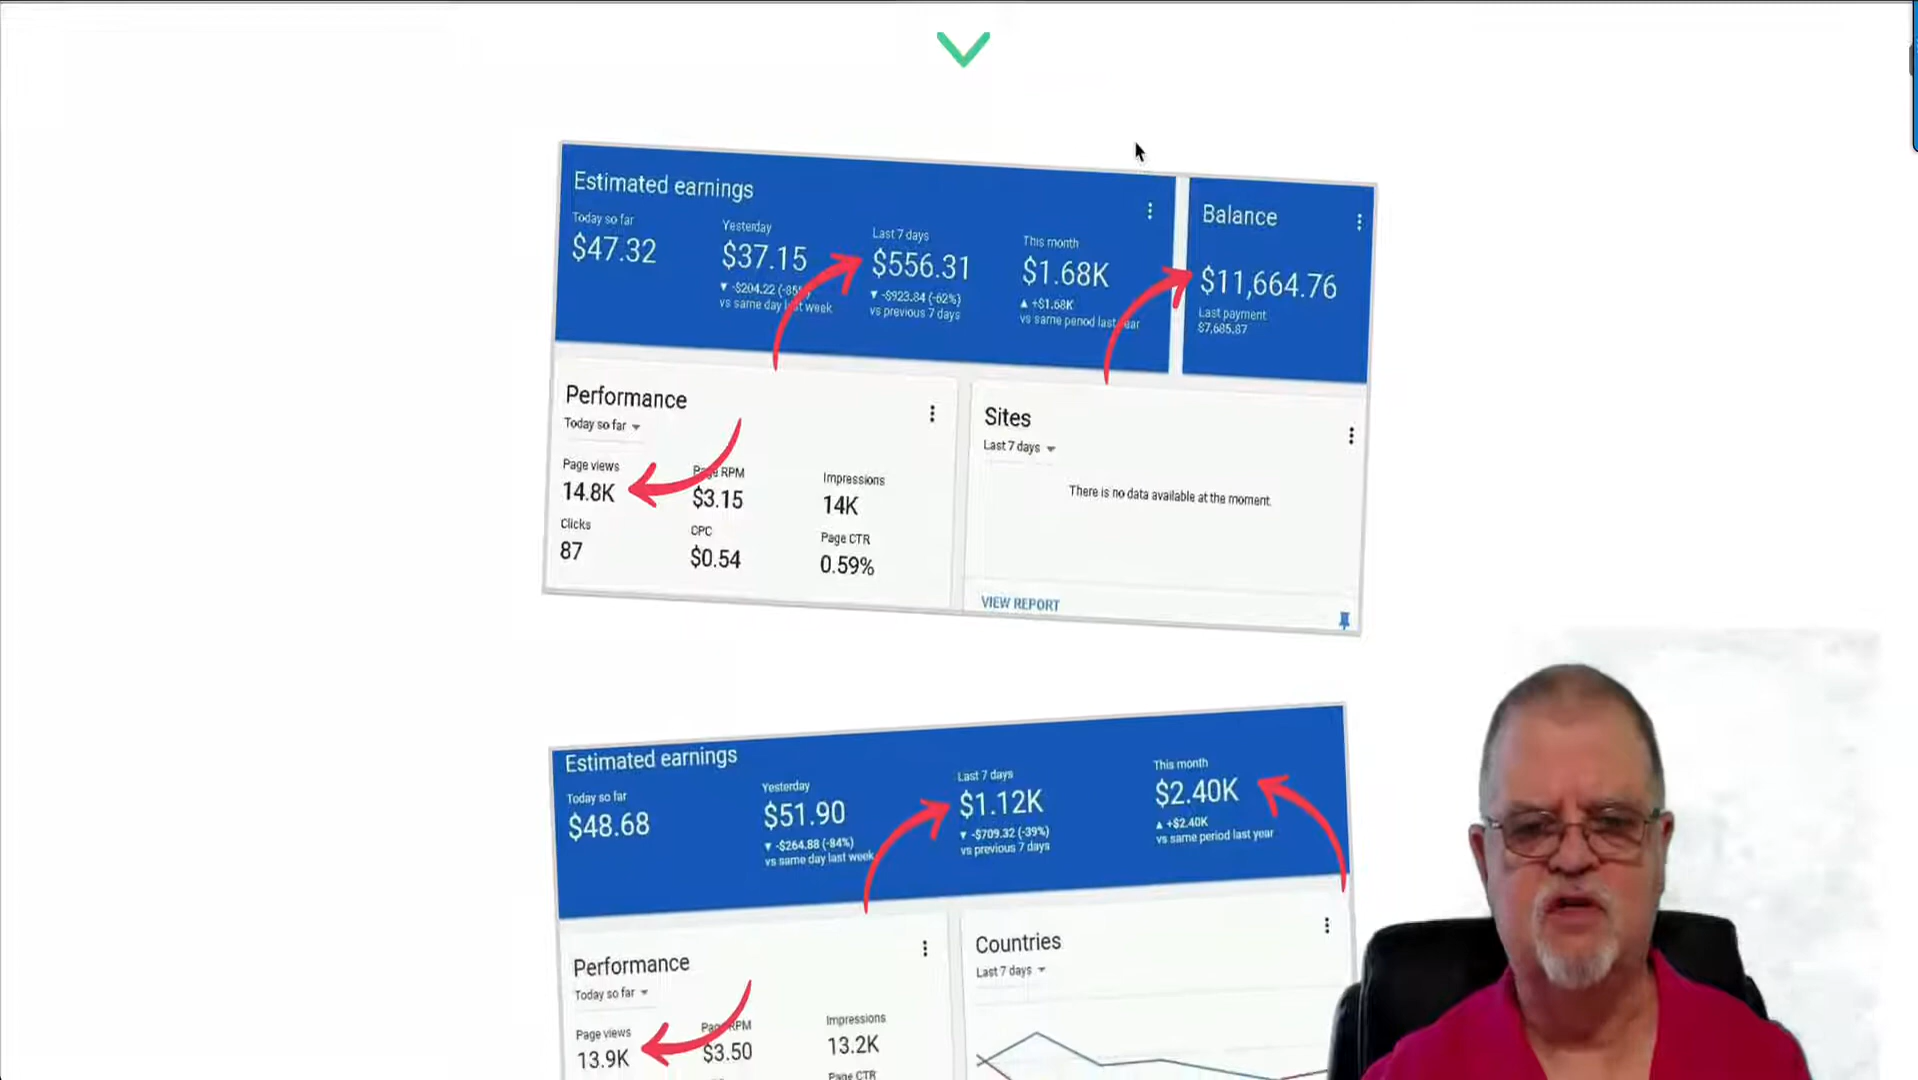 Estimated earnings
Today so far
$47.32
Yesterday
$37.15
▼ -$204.22 (-85%)
vs same day last week
Last 7 days
$556.31
▼ -$923.84 (-62%)
vs previous 7 days
This month
$1.68K
▲ +$1.68K
vs same period last year
Balance
$11,664.76
Last payment
$7,685.87
Performance
Today so far
Page views
14.8K
Page RPM
$3.15
Impressions
14K
Clicks
87
CPC
$0.54
Page CTR
0.59%
Sites
Last 7 days
There is no data available at the moment.
VIEW REPORT
Estimated earnings
Today so far
$48.68
Yesterday
$51.90
▼ -$264.88 (-84%)
vs same day last week
Last 7 days
$1.12K
▼ -$709.32 (-39%)
vs previous 7 days
This month
$2.40K
▲ +$2.40K
vs same period last year
Performance
Today so far
Page views
13.9K
Page RPM
$3.50
Impressions
13.2K
Page CTR
Countries
Last 7 days